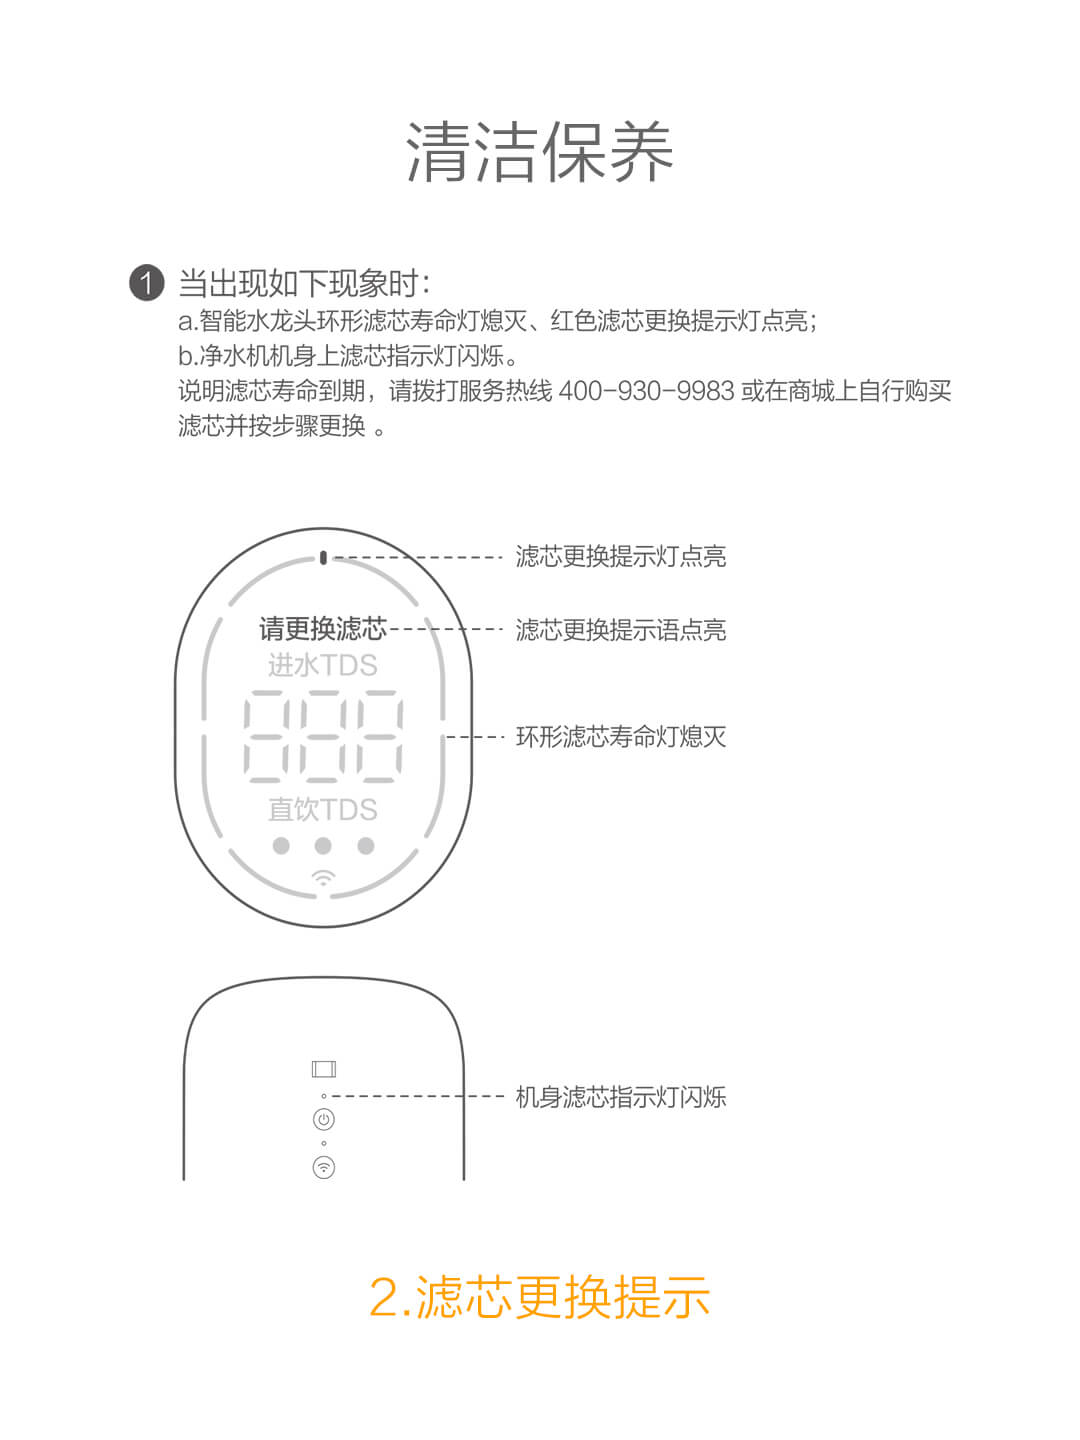 清洁保养
1 当出现如下现象时：
a.智能水龙头环形滤芯寿命灯熄灭、红色滤芯更换提示灯点亮；
b.净水机机身上滤芯指示灯闪烁。
说明滤芯寿命到期，请拨打服务热线 400-930-9983 或在商城上自行购买
滤芯并按步骤更换 。
滤芯更换提示灯点亮
请更换滤芯
滤芯更换提示语点亮
进水TDS
888
环形滤芯寿命灯熄灭
直饮TDS
机身滤芯指示灯闪烁
2.滤芯更换提示